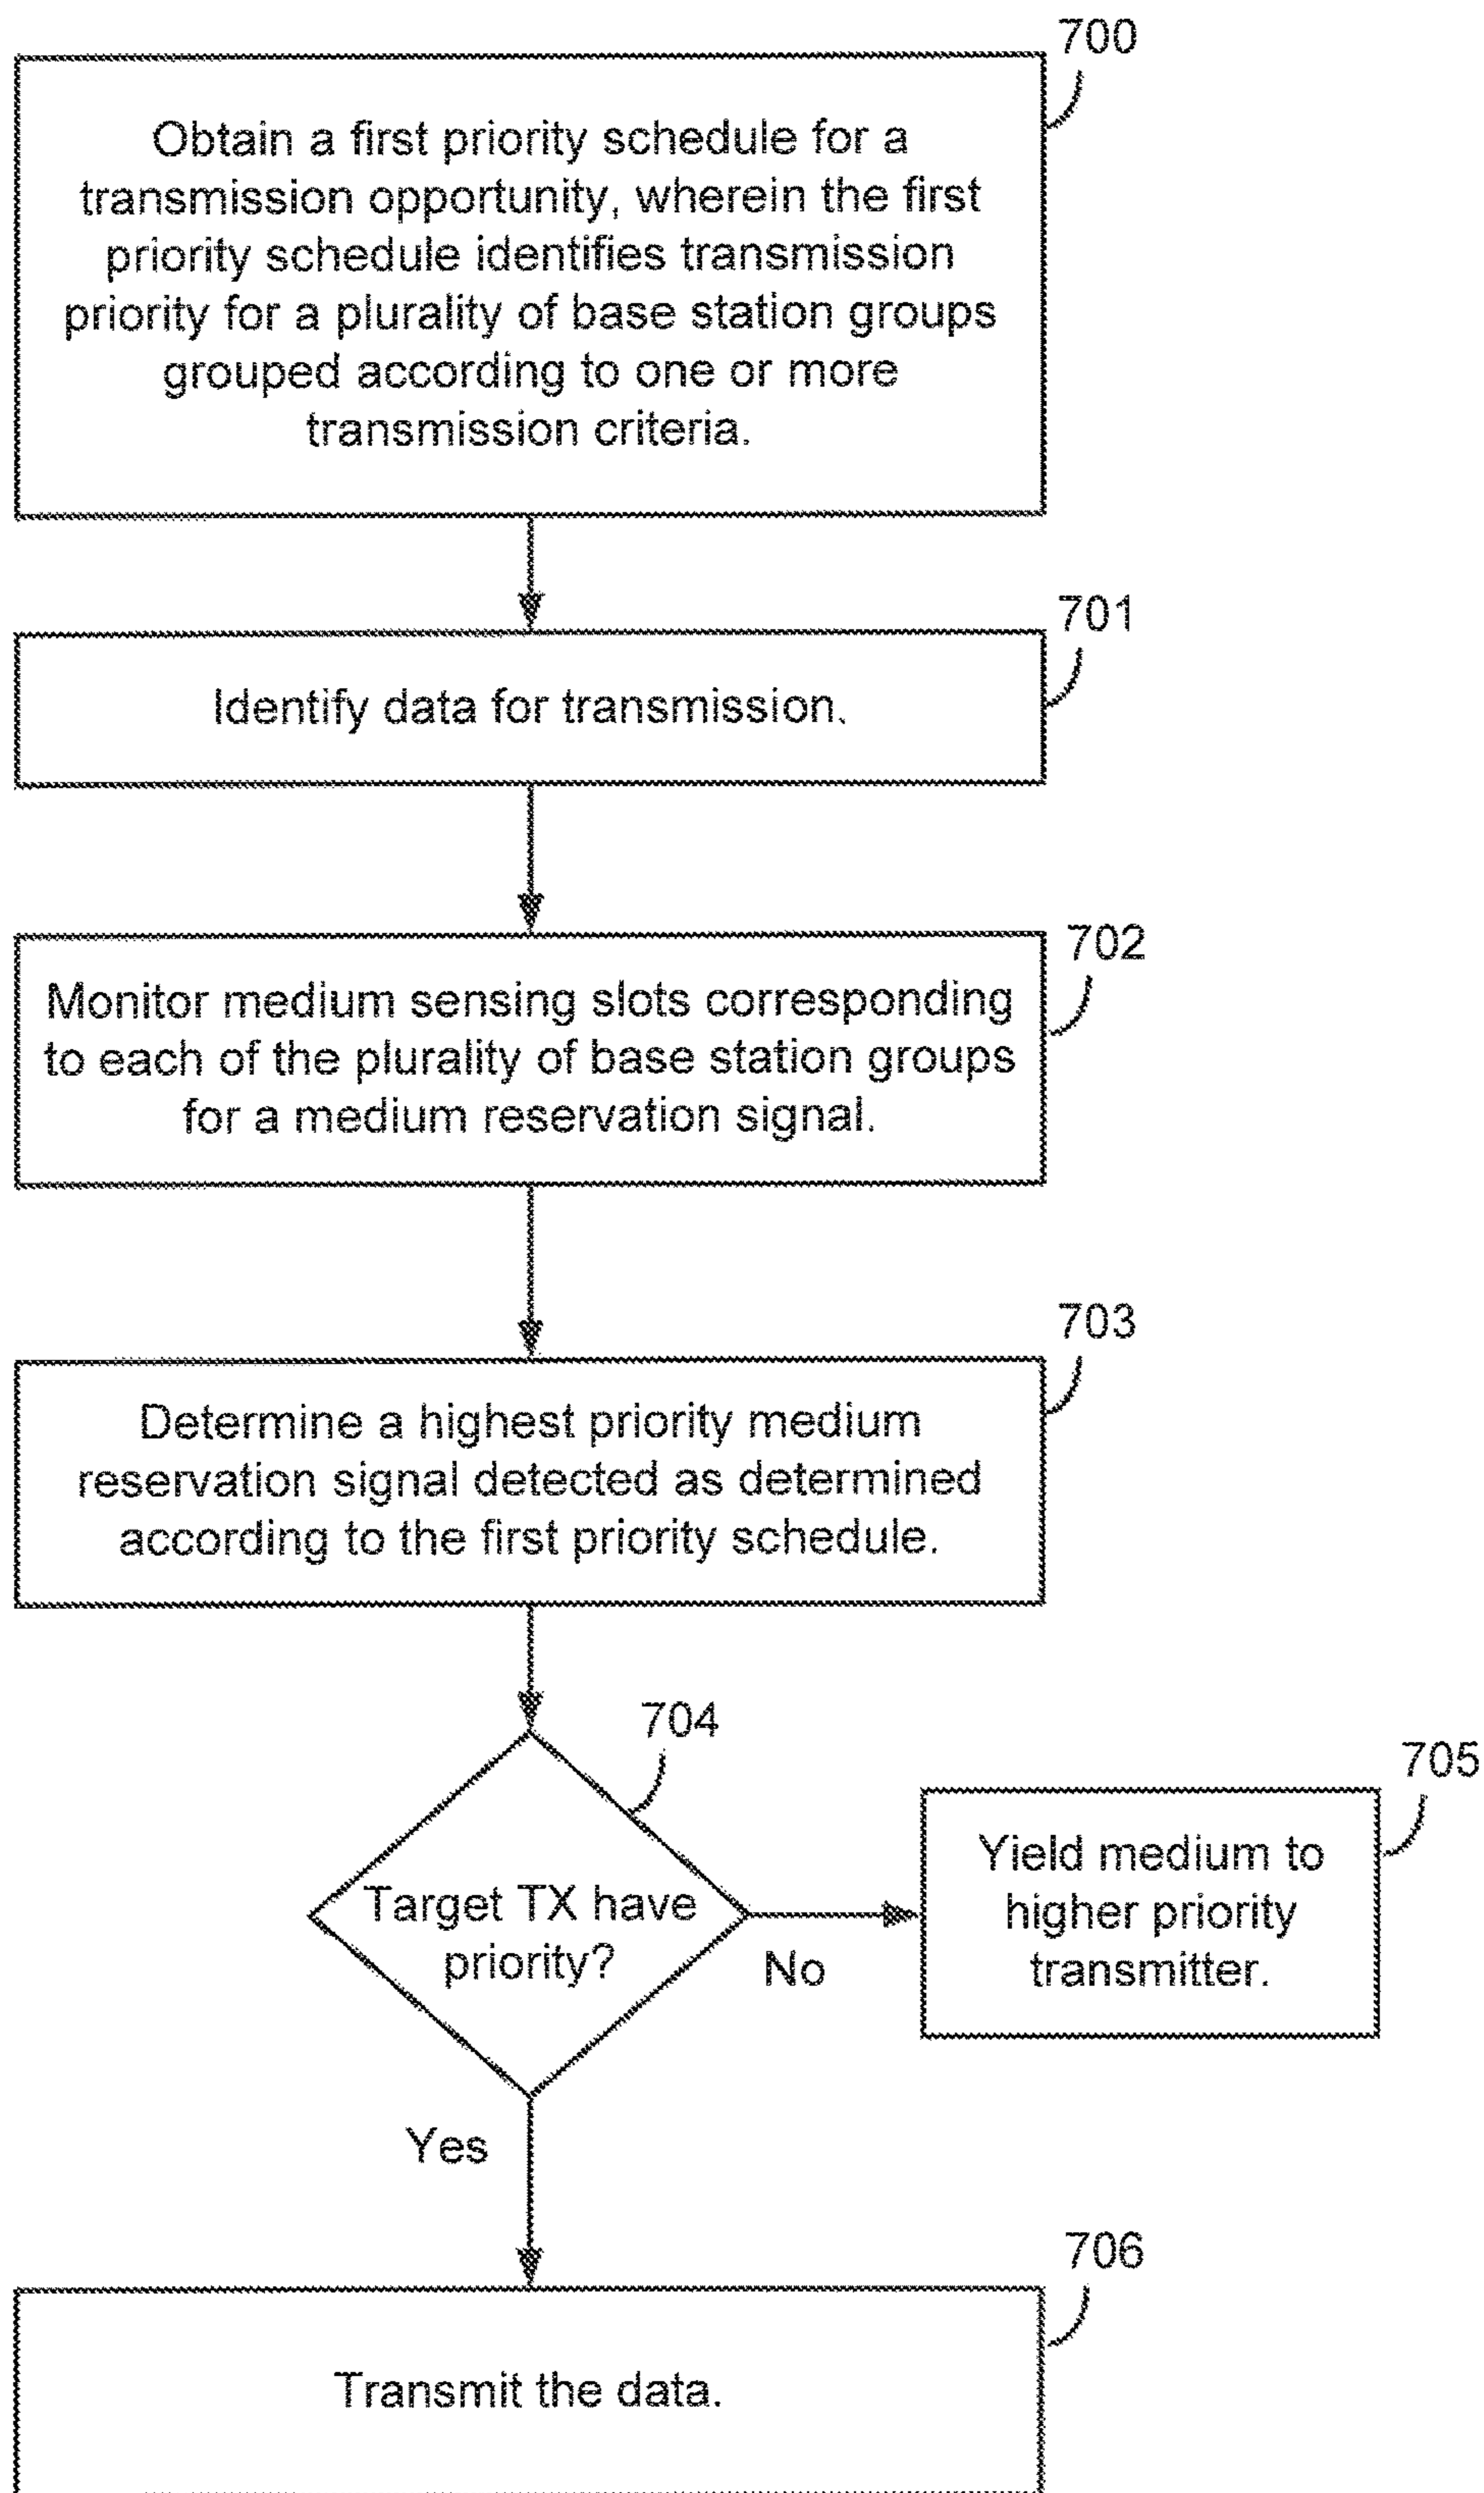 700
Obtain a first priority schedule for a
transmission opportunity, wherein the first
priority schedule identifies transmission
priority for a plurality of base station groups
grouped according to one or more
transmission criteria.
701
Identify data for transmission.
702
Monitor medium sensing slots corresponding
to each of the plurality of base station groups
for a medium reservation signal.
703
Determine a highest priority medium
reservation signal detected as determined
according to the first priority schedule.
704
Target TX have
priority?
No
705
Yield medium to
higher priority
transmitter.
Yes
706
Transmit the data.